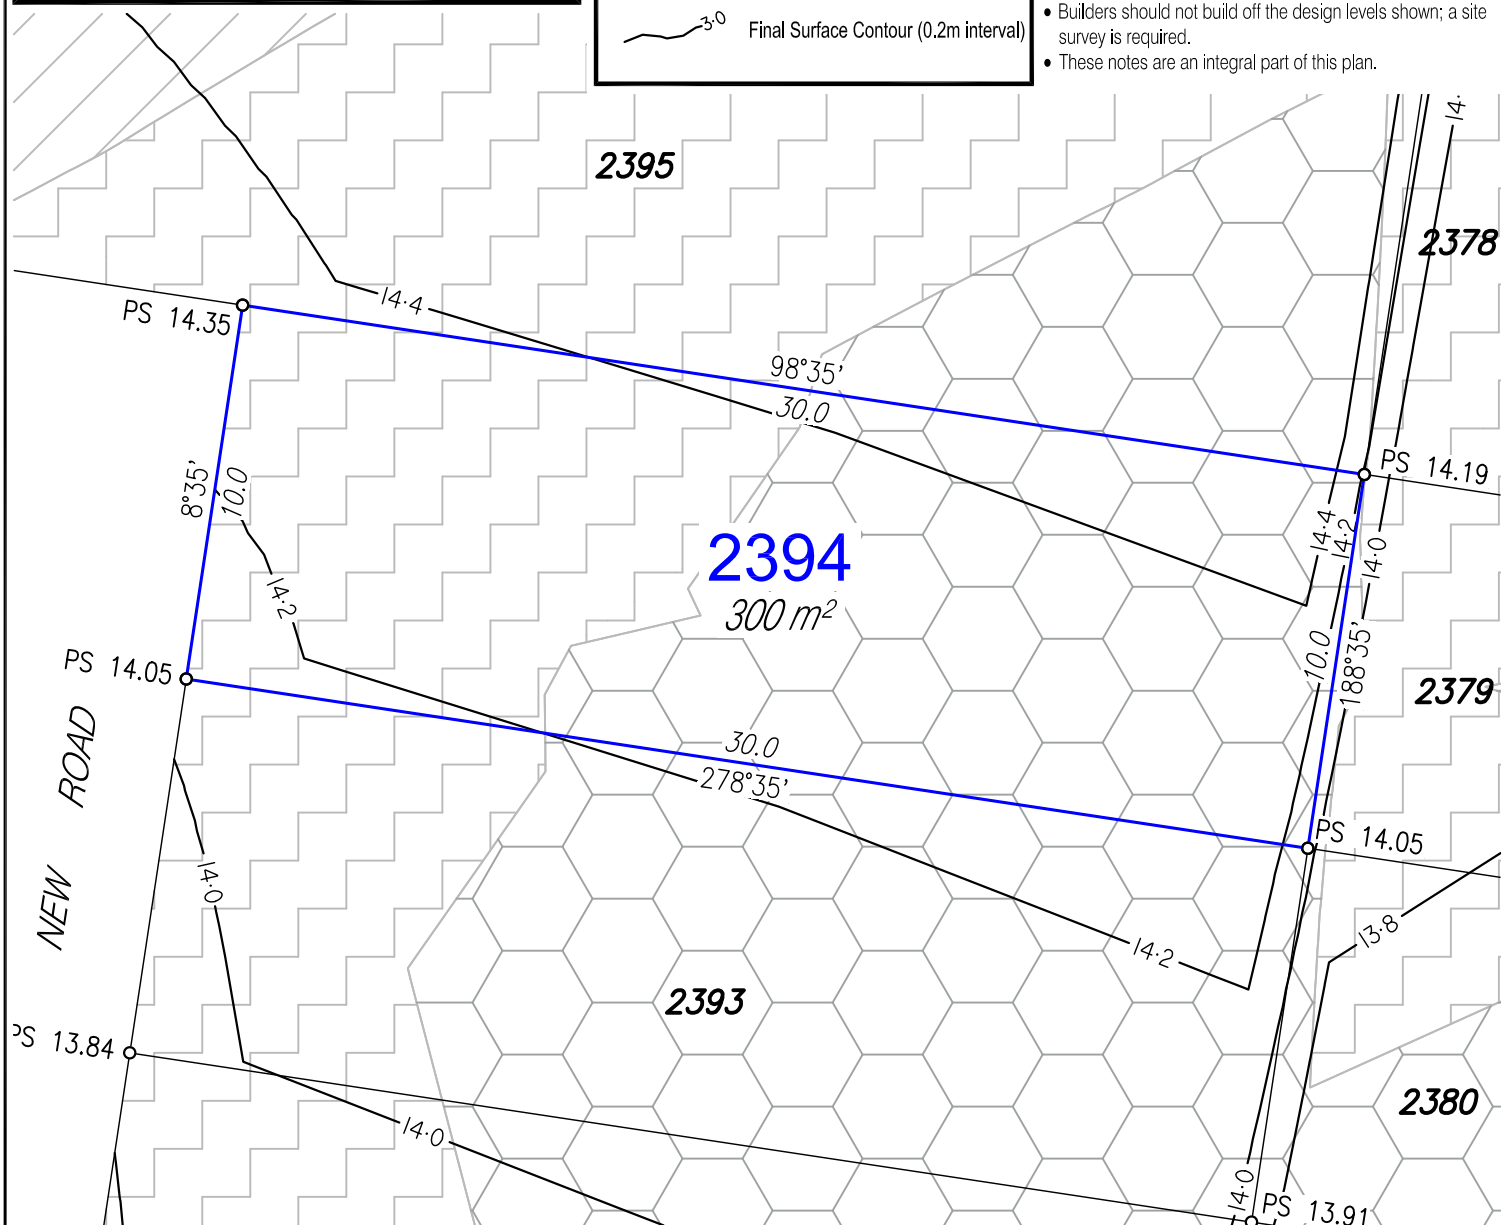 3·0
Final Surface Contour (0.2m interval)
• Builders should not build off the design levels shown; a site
survey is required.
• These notes are an integral part of this plan.
2395
14·
2378
14·4
PS 14.35
98°35'
30.0
PS 14.19
8°35'
10.0
14·4
14·2
14·0
2394
300 m²
14·2
10.0
188°35'
PS 14.05
2379
NEW ROAD
30.0
278°35'
PS 14.05
14·0
14·2
13·8
2393
PS 13.84
2380
14·0
14·0
PS 13.91